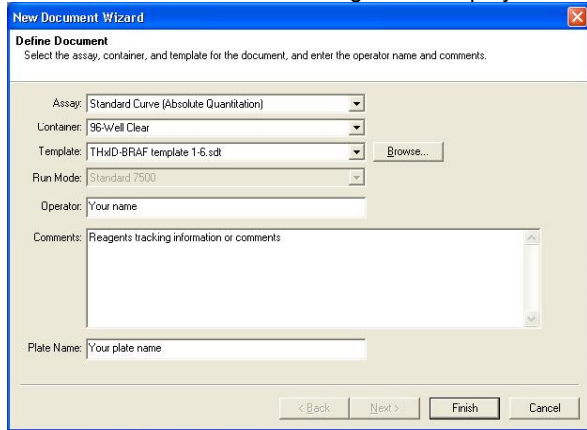 New Document Wizard
Define Document
Select the assay, container, and template for the document, and enter the operator name and comments.
Assay: Standard Curve (Absolute Quantitation)
Container: 96-Well Clear
Template: THxID-BRAF template 1-6.sdt Browse...
Run Mode: Standard 7500
Operator: Your name
Comments: Reagents tracking information or comments
Plate Name: Your plate name
< Back Next > Finish Cancel